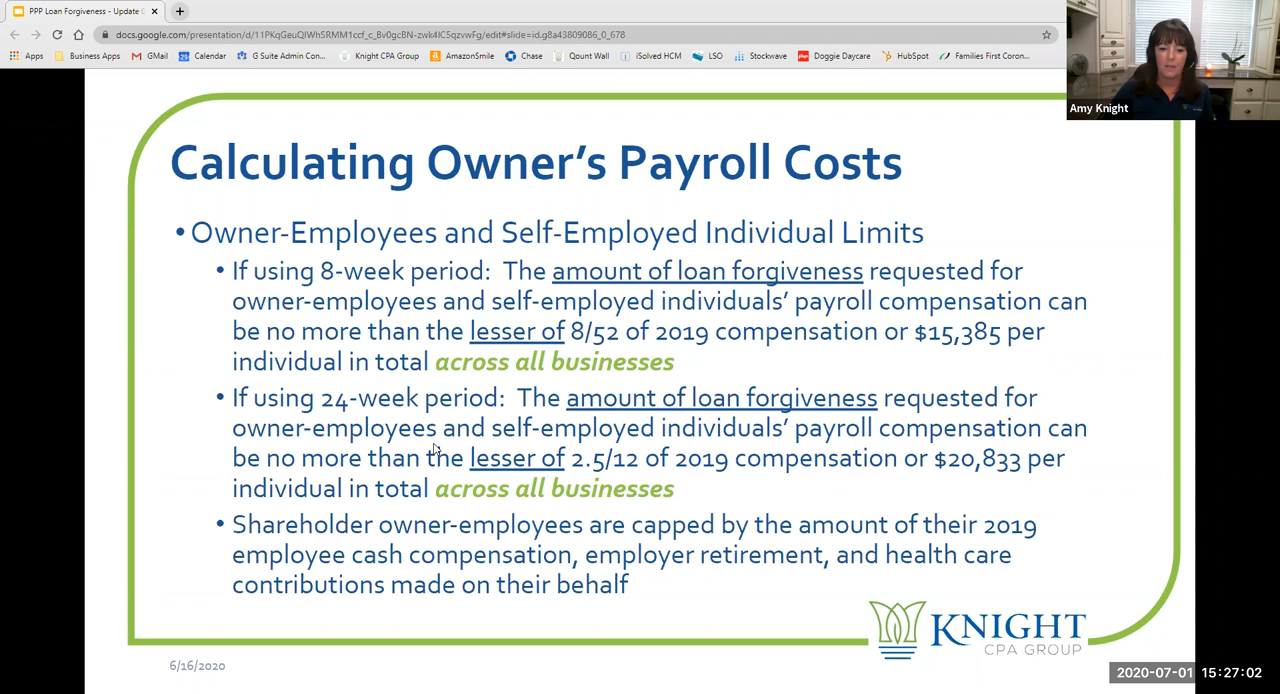 PPP Loan Forgiveness - Update
docs.google.com/presentation/d/11PKqGeuQIWhSRMM1ccf_c_Bv0gcBN-zwk4IC5qzvwFg/edit#slide=id.g8a43809086_0_678
Apps Business Apps GMail Calendar G Suite Admin Con... Knight CPA Group AmazonSmile Chase Qount Wall iSolved HCM LSO Stockwave Doggie Daycare HubSpot Families First Coron...
Amy Knight
Calculating Owner's Payroll Costs
• Owner-Employees and Self-Employed Individual Limits
• If using 8-week period: The amount of loan forgiveness requested for
owner-employees and self-employed individuals' payroll compensation can
be no more than the lesser of 8/52 of 2019 compensation or $15,385 per
individual in total across all businesses
• If using 24-week period: The amount of loan forgiveness requested for
owner-employees and self-employed individuals' payroll compensation can
be no more than the lesser of 2.5/12 of 2019 compensation or $20,833 per
individual in total across all businesses
• Shareholder owner-employees are capped by the amount of their 2019
employee cash compensation, employer retirement, and health care
contributions made on their behalf
KNIGHT
CPA GROUP
6/16/2020
2020-07-01 15:27:02